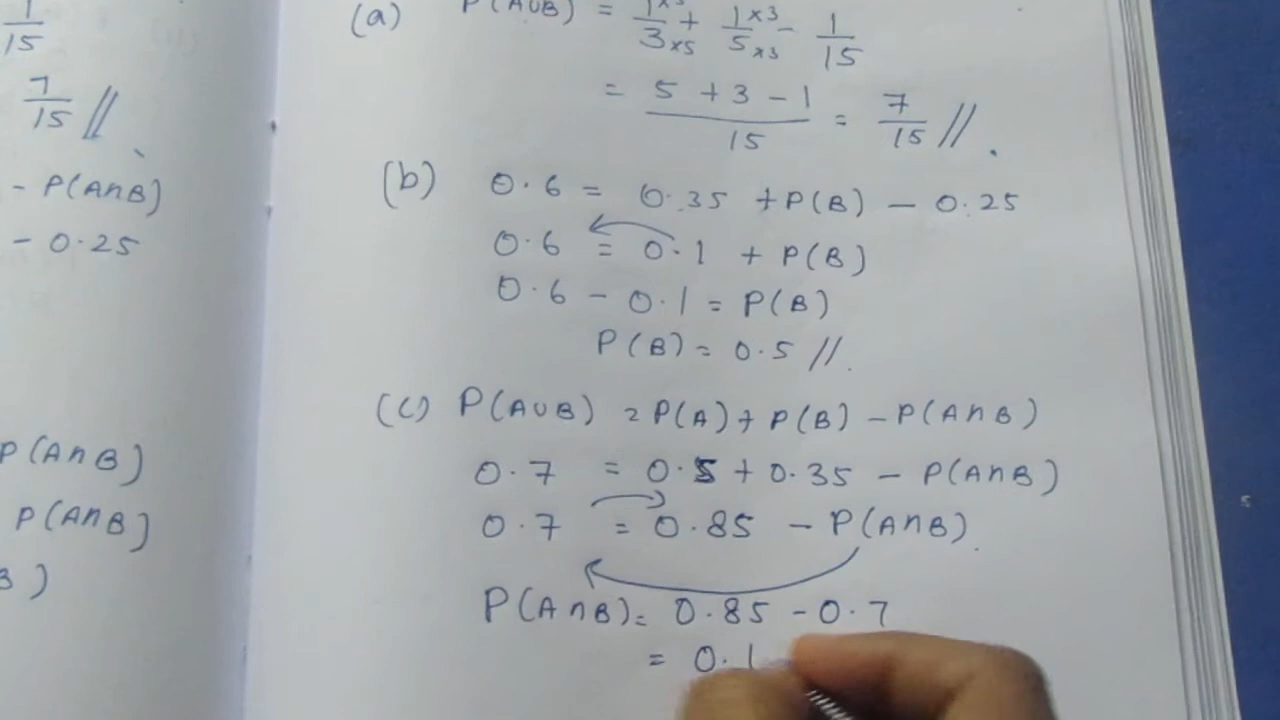 1/15
7/15 //
- P(A∩B)
- 0.25
P(A∩B)
P(A∩B)
B)
(a) P(A∪B) = 1×5/3×5 + 1×3/5×3 - 1/15
= 5 + 3 - 1 / 15 = 7/15 //.
(b) 0.6 = 0.35 + P(B) - 0.25
0.6 = 0.1 + P(B)
0.6 - 0.1 = P(B)
P(B) = 0.5 //.
(c) P(A∪B) = P(A) + P(B) - P(A∩B)
0.7 = 0.5 + 0.35 - P(A∩B)
0.7 = 0.85 - P(A∩B).
P(A∩B) = 0.85 - 0.7
= 0.1